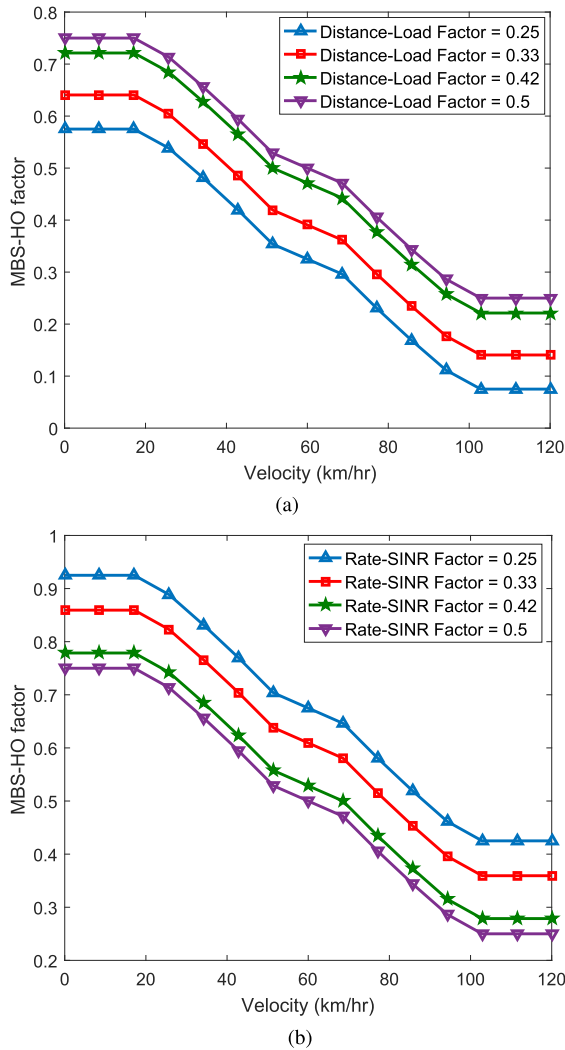 0.8
0.7
0.6
0.5
0.4
0.3
0.2
0.1
0
MBS-HO factor
Distance-Load Factor = 0.25
Distance-Load Factor = 0.33
Distance-Load Factor = 0.42
Distance-Load Factor = 0.5
0 20 40 60 80 100 120
Velocity (km/hr)
(a)
1
0.9
0.8
0.7
0.6
0.5
0.4
0.3
0.2
MBS-HO factor
Rate-SINR Factor = 0.25
Rate-SINR Factor = 0.33
Rate-SINR Factor = 0.42
Rate-SINR Factor = 0.5
0 20 40 60 80 100 120
Velocity (km/hr)
(b)